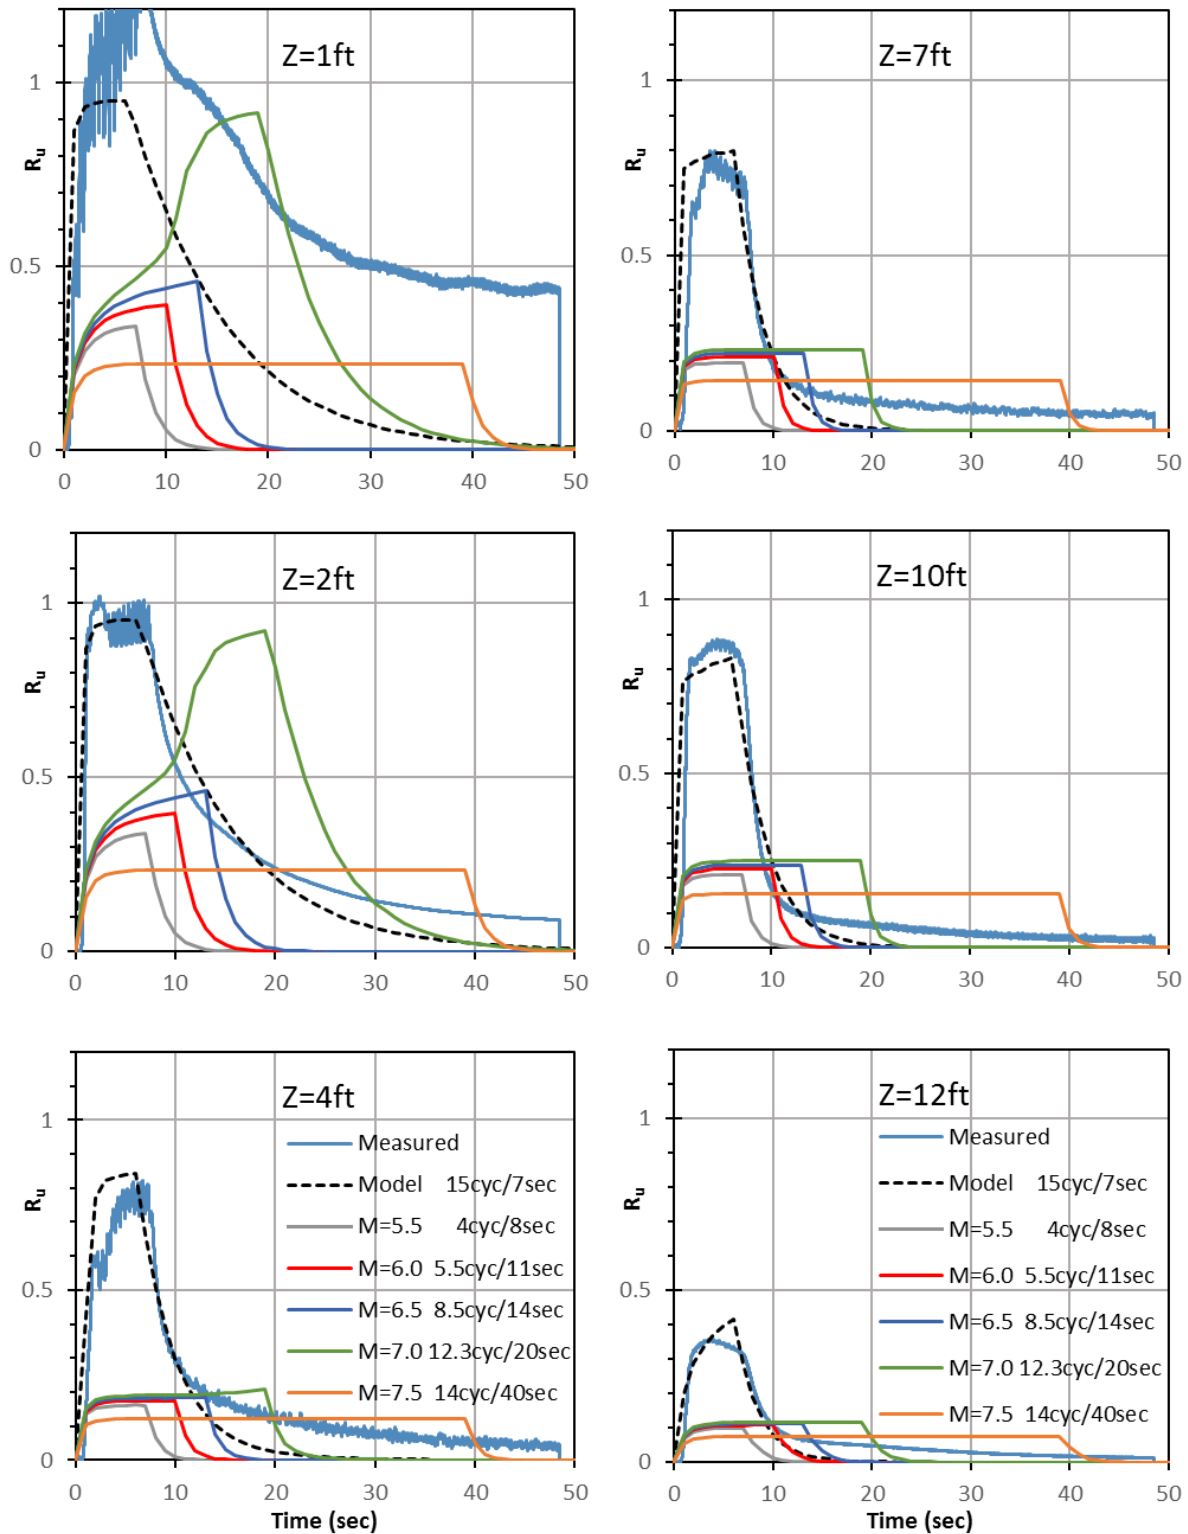 Z=1ft
1
0.5
0
R_u
0 10 20 30 40 50
Z=7ft
1
0.5
0
R_u
0 10 20 30 40 50
Z=2ft
1
0.5
0
R_u
0 10 20 30 40 50
Z=10ft
1
0.5
0
R_u
0 10 20 30 40 50
Z=4ft
1
0.5
0
R_u
Measured
Model 15cyc/7sec
M=5.5 4cyc/8sec
M=6.0 5.5cyc/11sec
M=6.5 8.5cyc/14sec
M=7.0 12.3cyc/20sec
M=7.5 14cyc/40sec
0 10 20 30 40 50
Time (sec)
Z=12ft
1
0.5
0
R_u
Measured
Model 15cyc/7sec
M=5.5 4cyc/8sec
M=6.0 5.5cyc/11sec
M=6.5 8.5cyc/14sec
M=7.0 12.3cyc/20sec
M=7.5 14cyc/40sec
0 10 20 30 40 50
Time (sec)